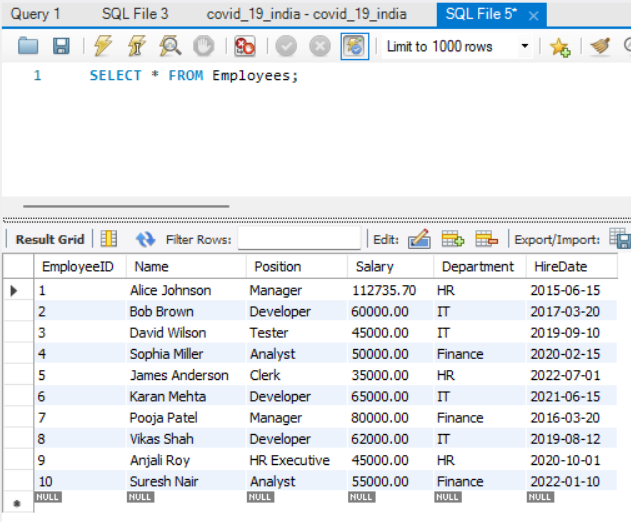 Query 1 SQL File 3 covid_19_india - covid_19_india SQL File 5* ×
Limit to 1000 rows
1 SELECT * FROM Employees;
Result Grid Filter Rows: Edit: Export/Import:
EmployeeID Name Position Salary Department HireDate
1 Alice Johnson Manager 112735.70 HR 2015-06-15
2 Bob Brown Developer 60000.00 IT 2017-03-20
3 David Wilson Tester 45000.00 IT 2019-09-10
4 Sophia Miller Analyst 50000.00 Finance 2020-02-15
5 James Anderson Clerk 35000.00 HR 2022-07-01
6 Karan Mehta Developer 65000.00 IT 2021-06-15
7 Pooja Patel Manager 80000.00 Finance 2016-03-20
8 Vikas Shah Developer 62000.00 IT 2019-08-12
9 Anjali Roy HR Executive 45000.00 HR 2020-10-01
10 Suresh Nair Analyst 55000.00 Finance 2022-01-10
* NULL NULL NULL NULL NULL NULL